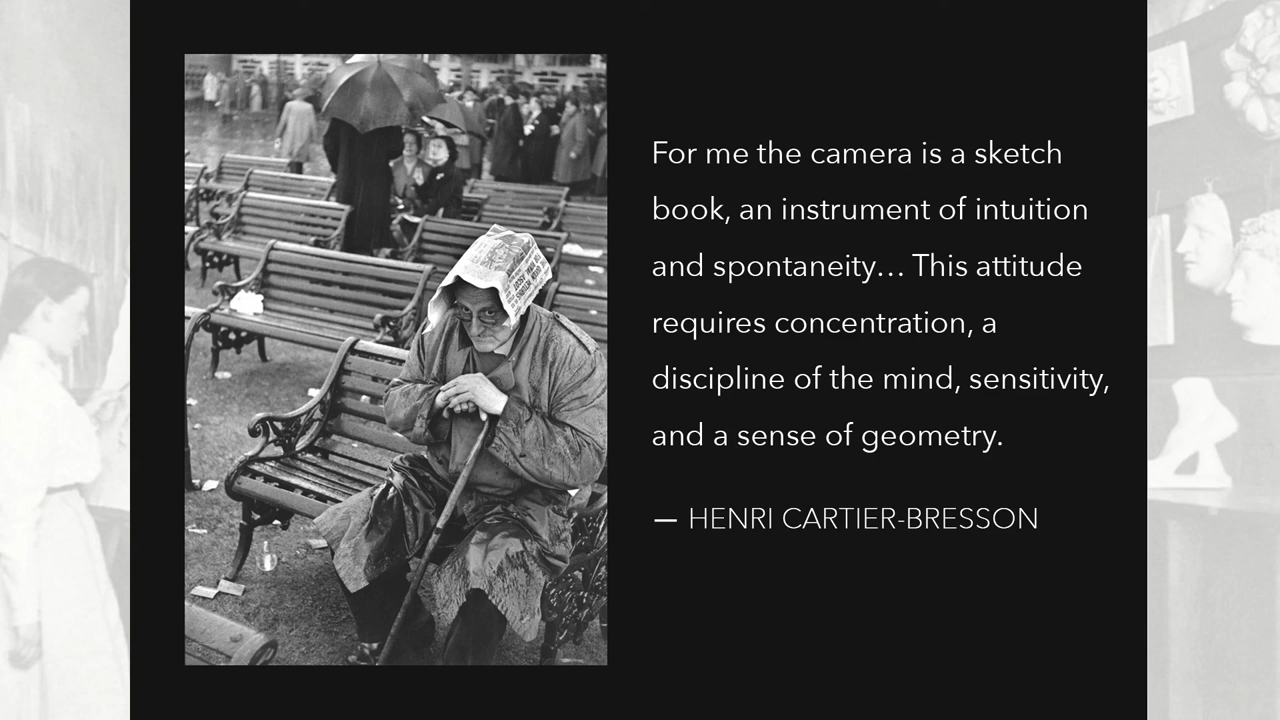 For me the camera is a sketch
book, an instrument of intuition
and spontaneity… This attitude
requires concentration, a
discipline of the mind, sensitivity,
and a sense of geometry.
— HENRI CARTIER-BRESSON